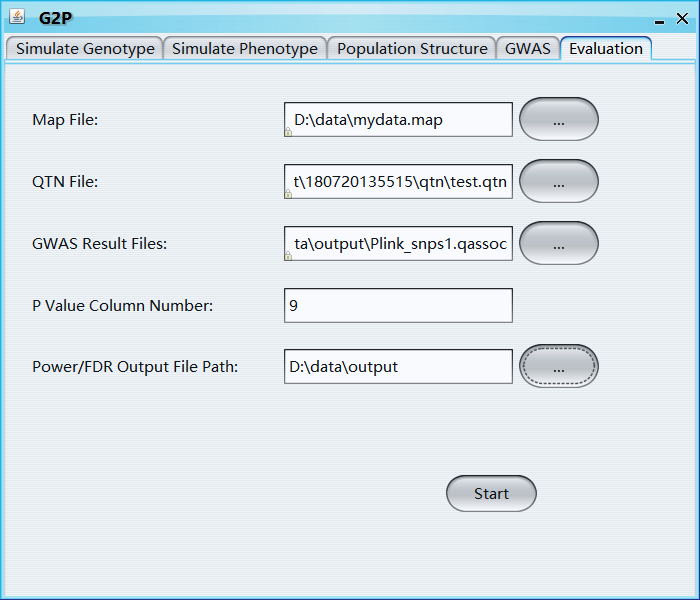 G2P
Simulate Genotype Simulate Phenotype Population Structure GWAS Evaluation
Map File: D:\data\mydata.map ...
QTN File: t\180720135515\qtn\test.qtn ...
GWAS Result Files: ta\output\Plink_snps1.qassoc ...
P Value Column Number: 9
Power/FDR Output File Path: D:\data\output ...
Start